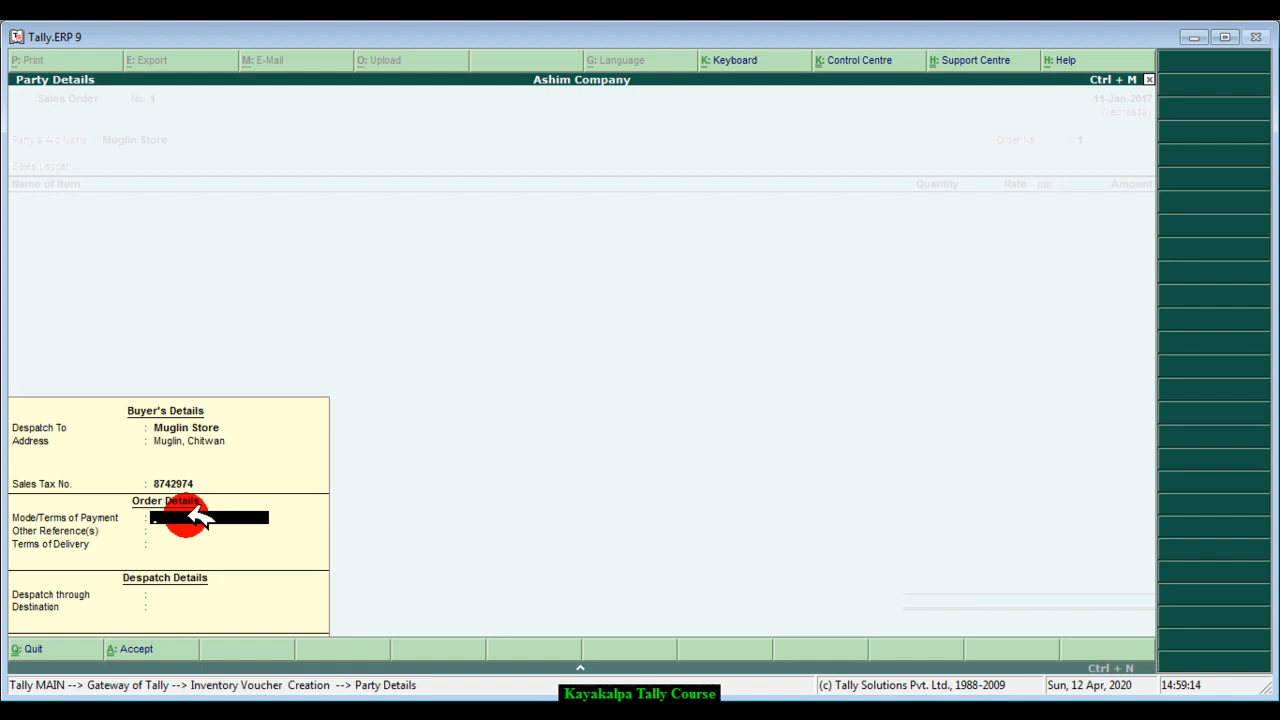 Tally.ERP 9
P: Print E: Export M: E-Mail O: Upload G: Language K: Keyboard K: Control Centre H: Support Centre H: Help
Party Details Ashim Company Ctrl + M x
Sales Order No. 1 11-Jan-2017
Wednesday
Party's A/c Name : Muglin Store Order No. : 1
Sales Ledger :
Name of Item Quantity Rate per Amount
Buyer's Details
Despatch To : Muglin Store
Address : Muglin, Chitwan
Sales Tax No. : 8742974
Order Details
Mode/Terms of Payment :
Other Reference(s) :
Terms of Delivery :
Despatch Details
Despatch through :
Destination :
Q: Quit A: Accept
Ctrl + N
Tally MAIN --> Gateway of Tally --> Inventory Voucher Creation --> Party Details (c) Tally Solutions Pvt. Ltd., 1988-2009 Sun, 12 Apr, 2020 14:59:14
Kayakalpa Tally Course